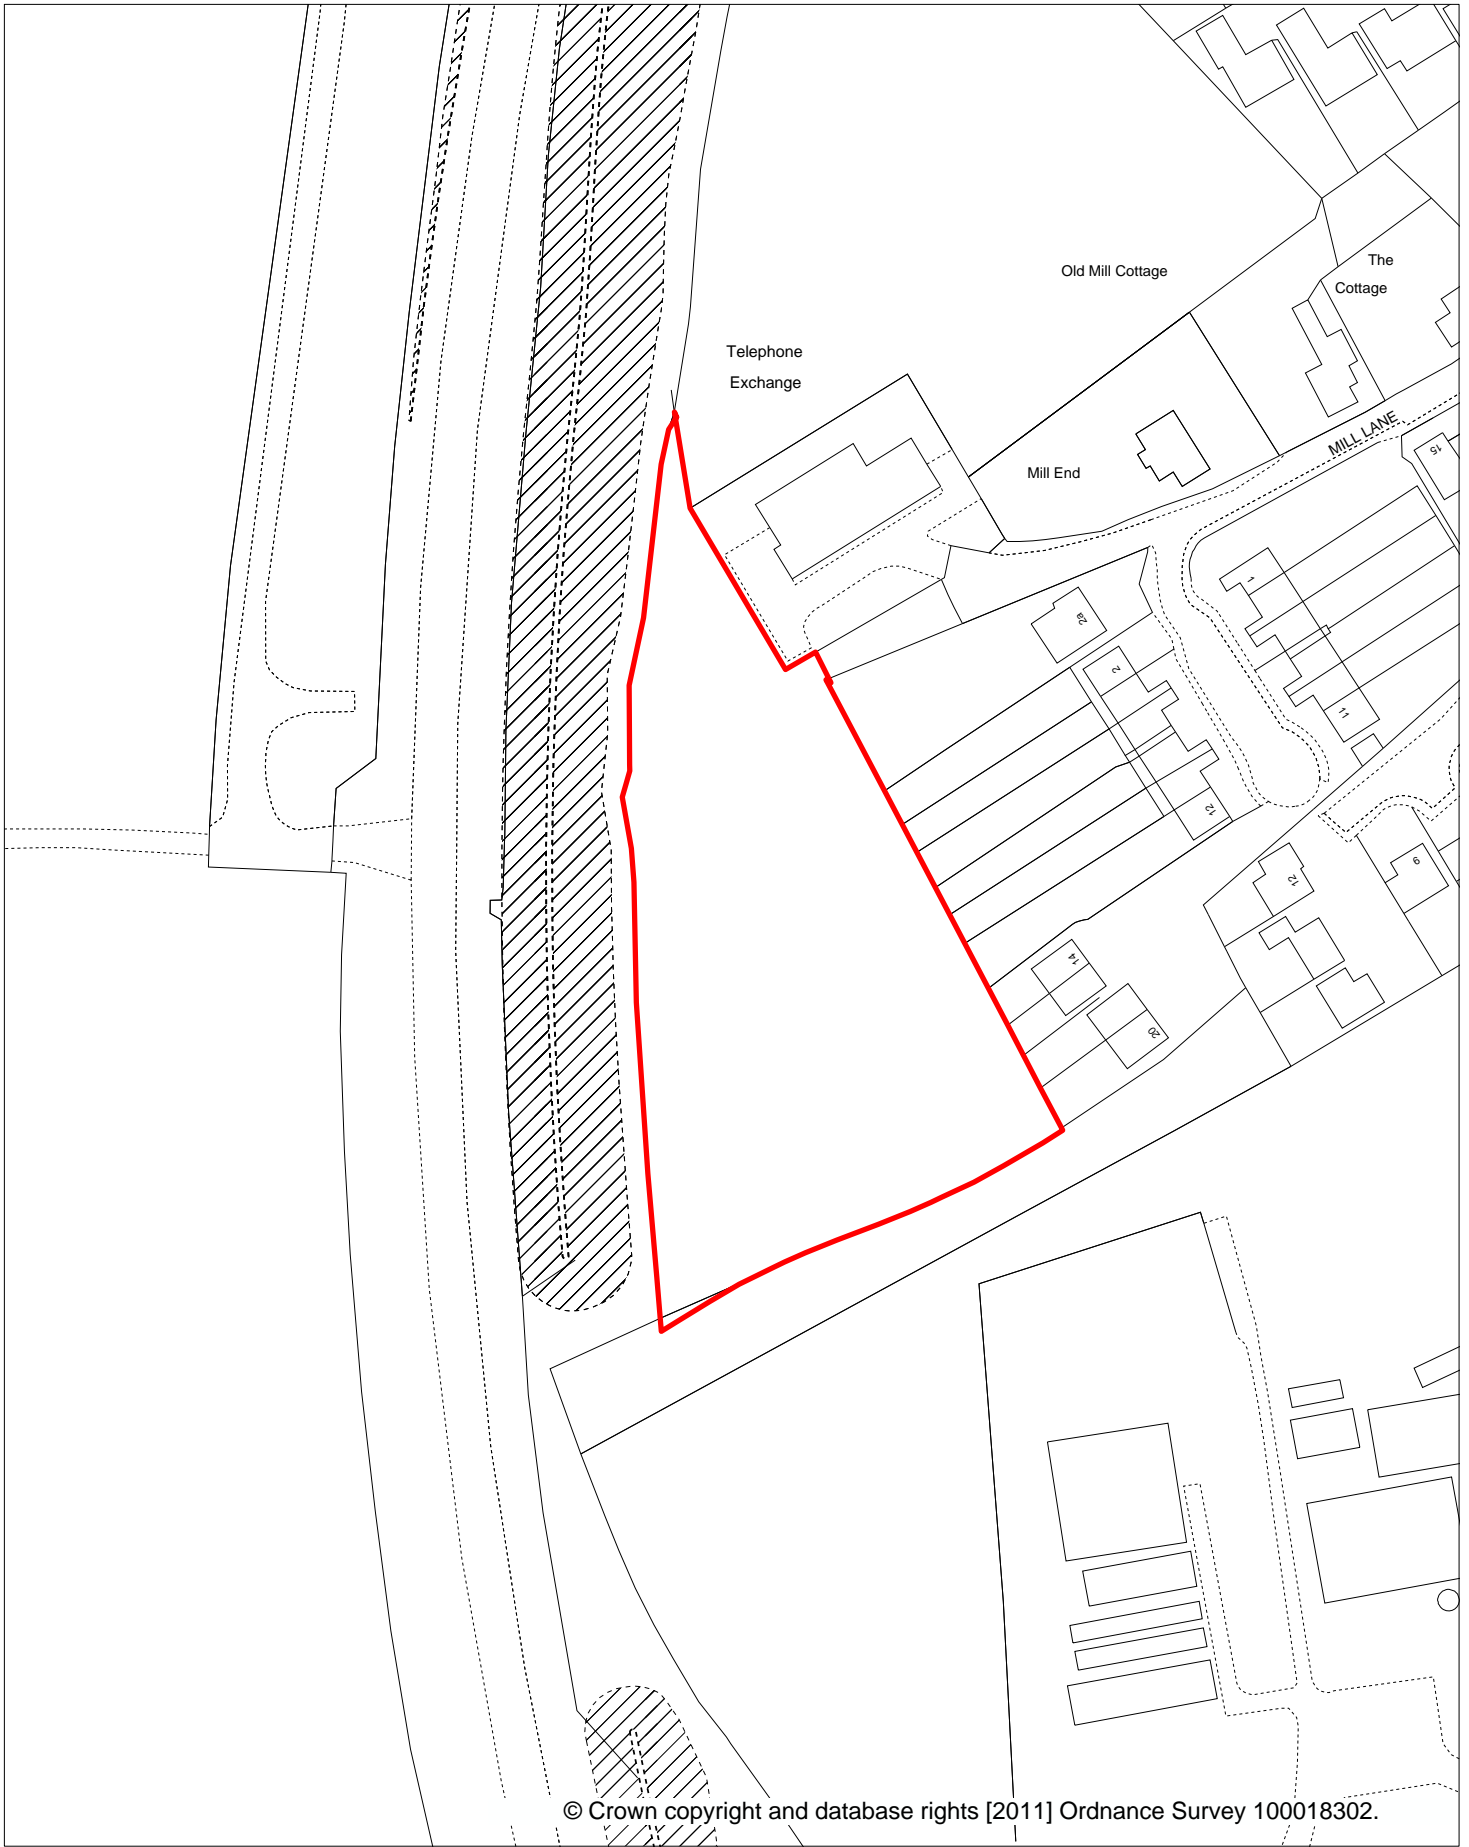 Old Mill Cottage
The
Cottage
Telephone
Exchange
MILL LANE
15
Mill End
1
2a
2
11
12
12
9
14
20
© Crown copyright and database rights [2011] Ordnance Survey 100018302.